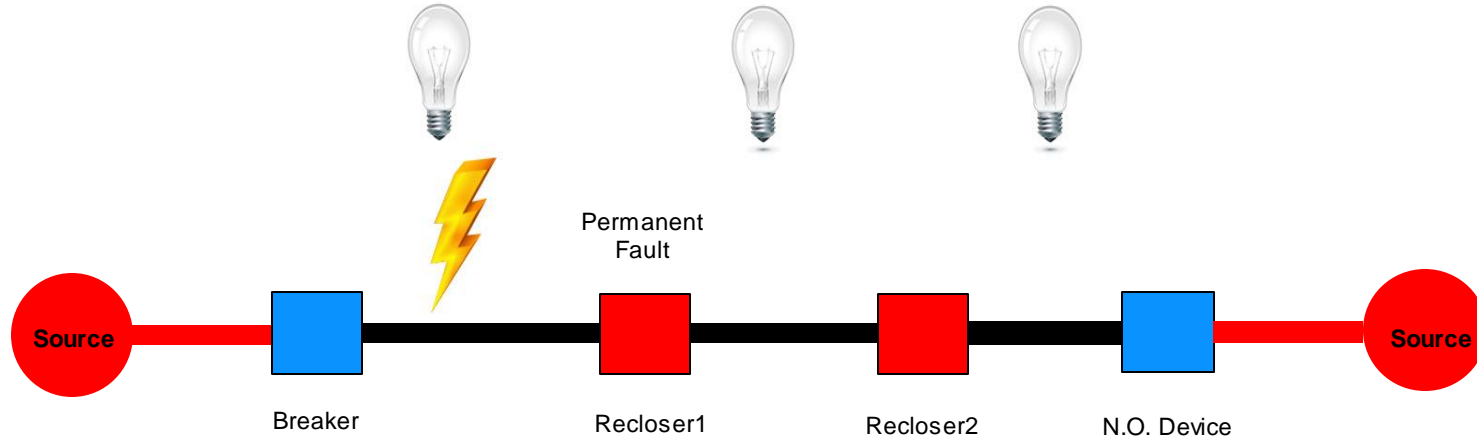 Permanent
Fault
Source
Source
Breaker
Recloser1
Recloser2
N.O. Device